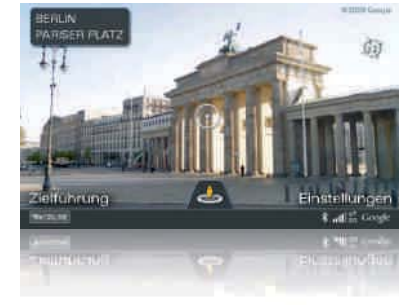 BERLIN
PARISER PLATZ
©2009 Google
Zielführung
Einstellungen
Google